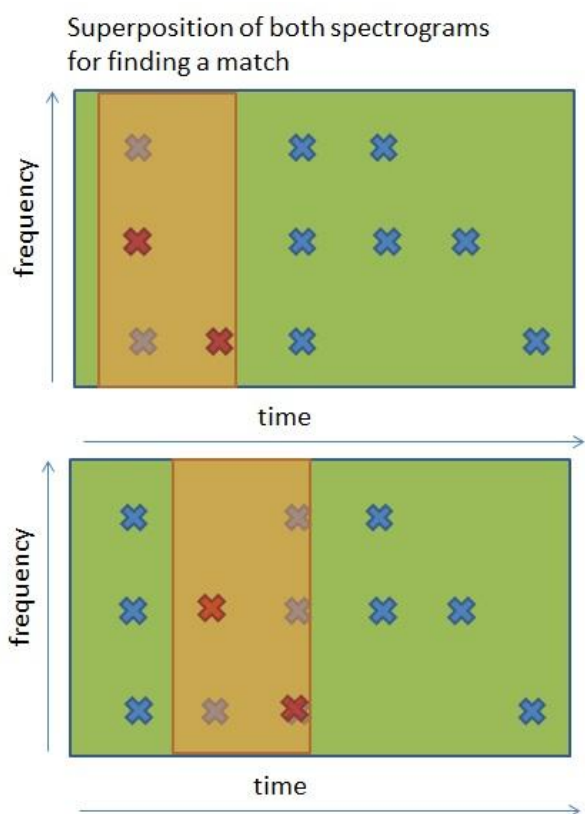 Superposition of both spectrograms
for finding a match
frequency
time
frequency
time